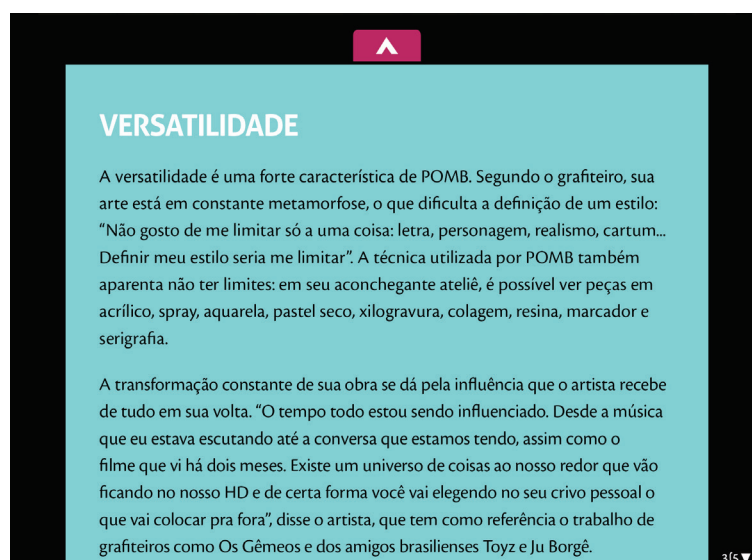 VERSATILIDADE
A versatilidade é uma forte característica de POMB. Segundo o grafiteiro, sua
arte está em constante metamorfose, o que dificulta a definição de um estilo:
“Não gosto de me limitar só a uma coisa: letra, personagem, realismo, cartum...
Definir meu estilo seria me limitar”. A técnica utilizada por POMB também
aparenta não ter limites: em seu aconchegante ateliê, é possível ver peças em
acrílico, spray, aquarela, pastel seco, xilogravura, colagem, resina, marcador e
serigrafia.
A transformação constante de sua obra se dá pela influência que o artista recebe
de tudo em sua volta. “O tempo todo estou sendo influenciado. Desde a música
que eu estava escutando até a conversa que estamos tendo, assim como o
filme que vi há dois meses. Existe um universo de coisas ao nosso redor que vão
ficando no nosso HD e de certa forma você vai elegendo no seu crivo pessoal o
que vai colocar pra fora”, disse o artista, que tem como referência o trabalho de
grafiteiros como Os Gêmeos e dos amigos brasilienses Toyz e Ju Borgê.
3/5